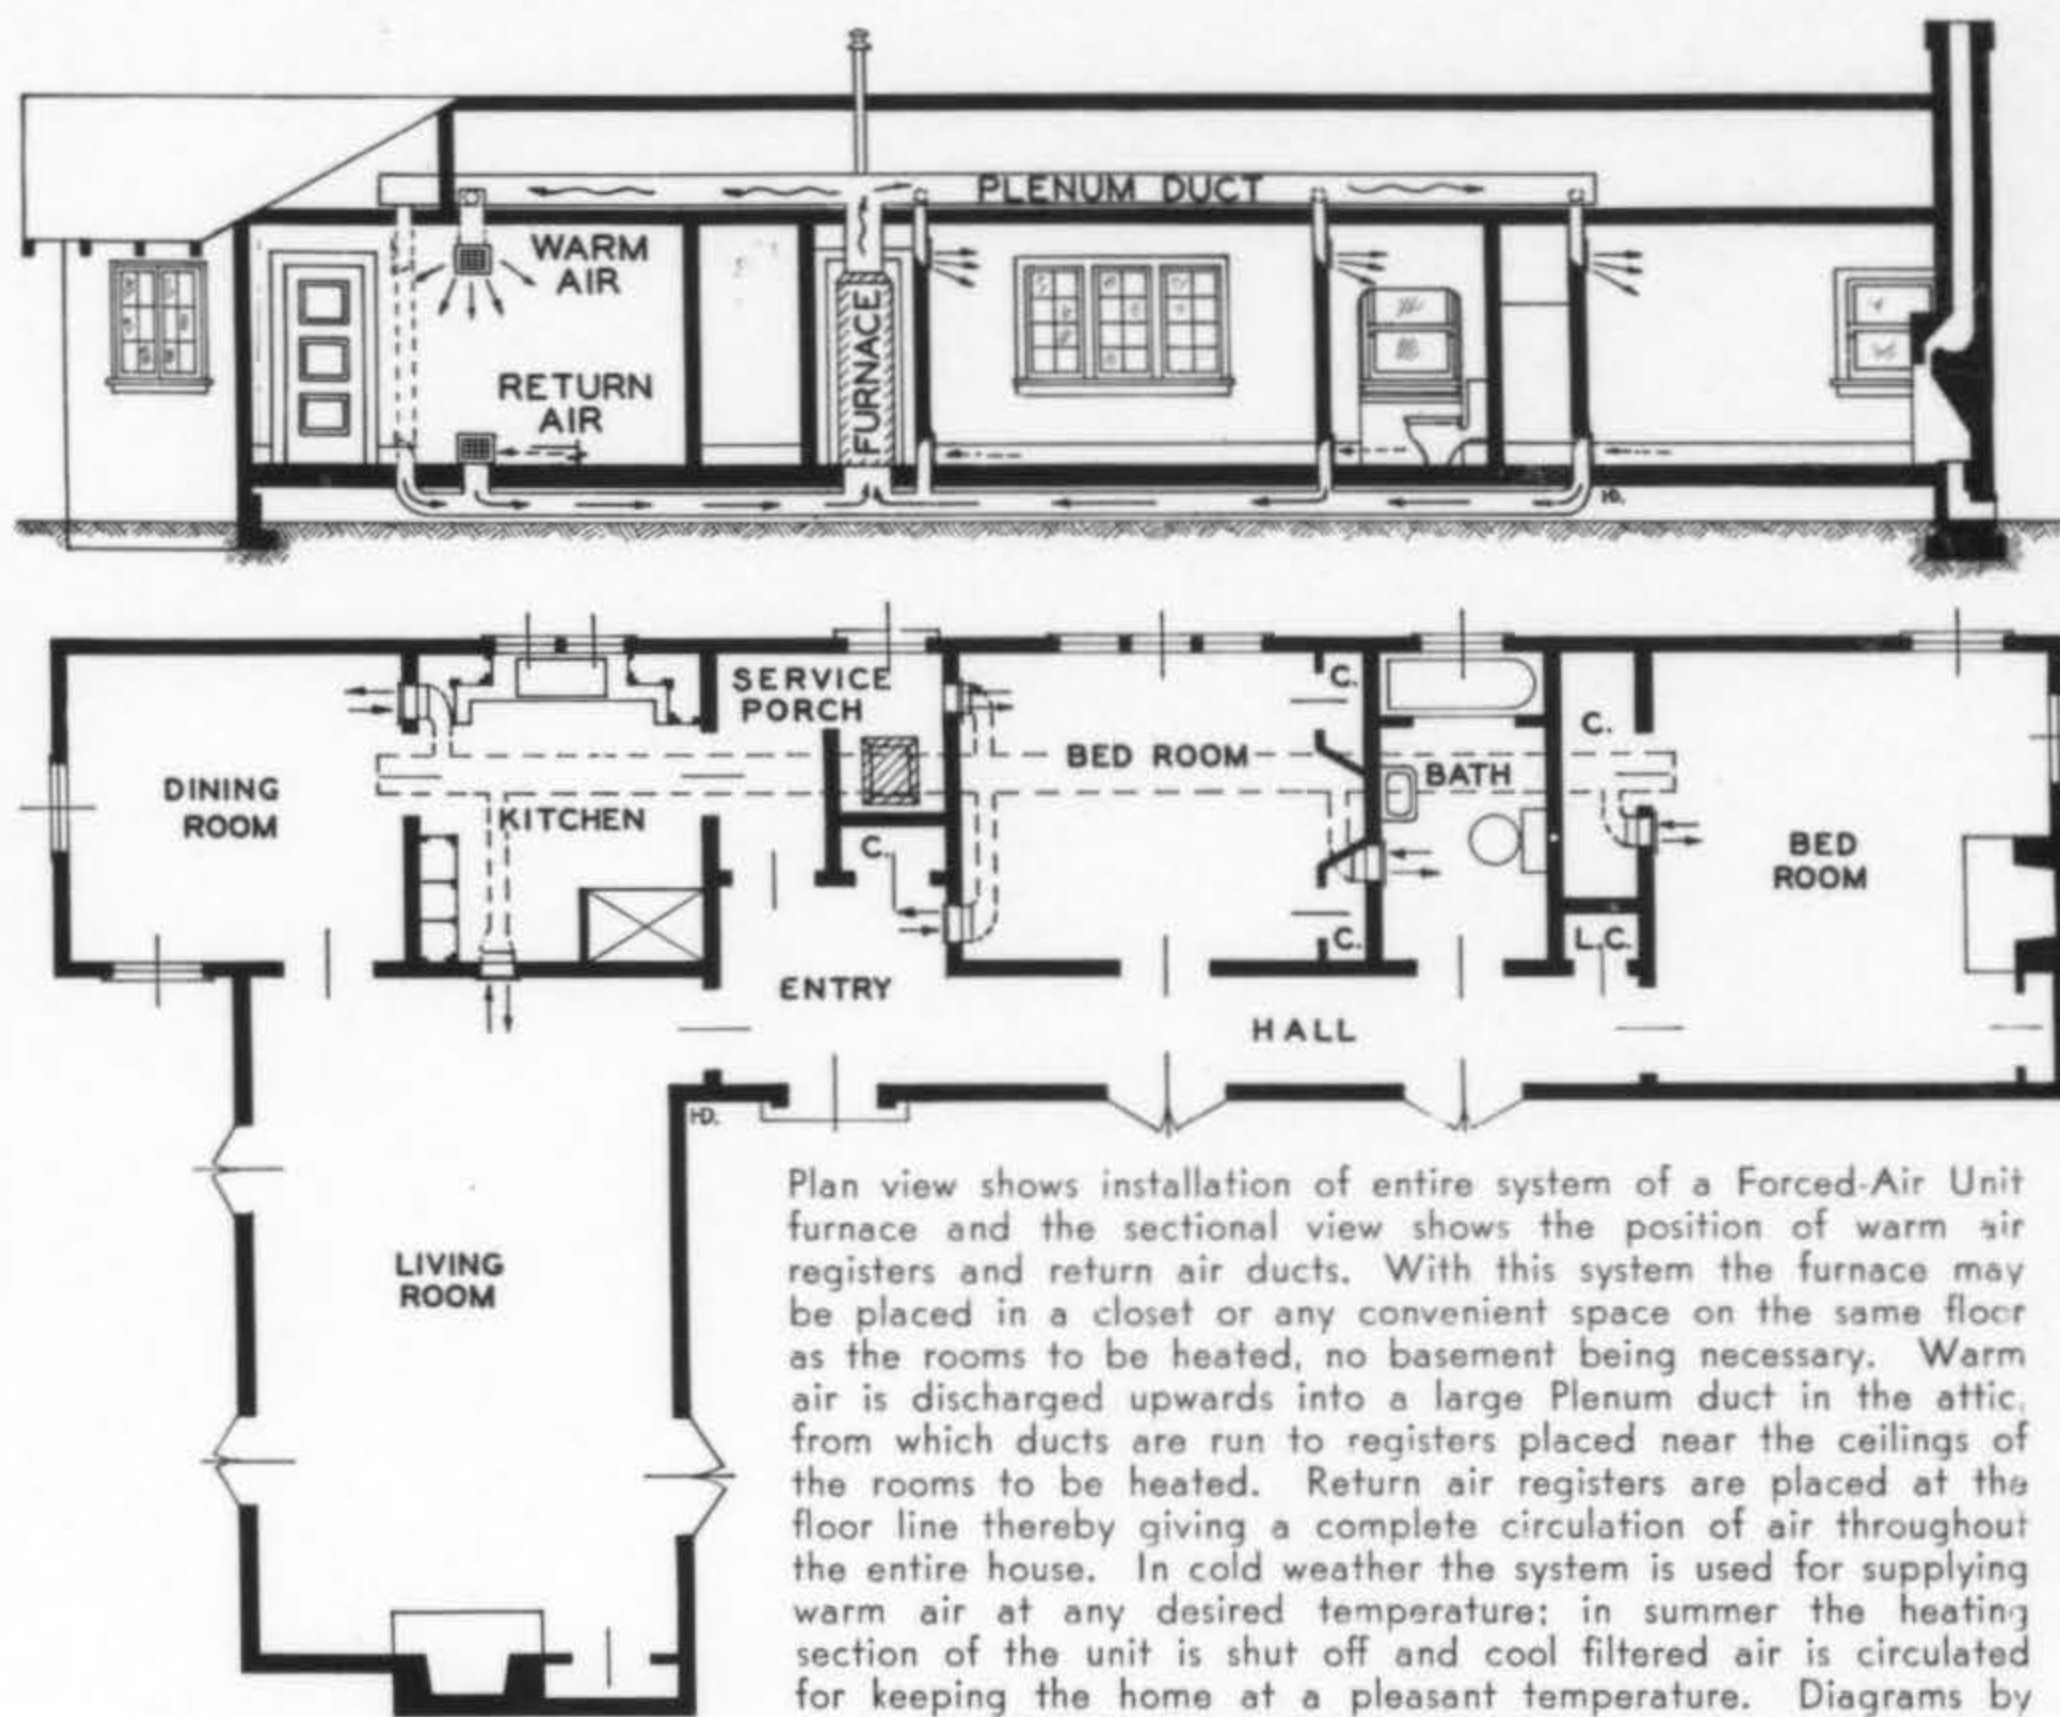 PLENUM DUCT
WARM
AIR
RETURN
AIR
FURNACE
HD.
SERVICE
PORCH
C.
C.
BED ROOM
BATH
DINING
ROOM
KITCHEN
C.
BED
ROOM
C.
L.C.
ENTRY
HALL
HD.
LIVING
ROOM
Plan view shows installation of entire system of a Forced-Air Unit
furnace and the sectional view shows the position of warm air
registers and return air ducts. With this system the furnace may
be placed in a closet or any convenient space on the same floor
as the rooms to be heated, no basement being necessary. Warm
air is discharged upwards into a large Plenum duct in the attic,
from which ducts are run to registers placed near the ceilings of
the rooms to be heated. Return air registers are placed at the
floor line thereby giving a complete circulation of air throughout
the entire house. In cold weather the system is used for supplying
warm air at any desired temperature; in summer the heating
section of the unit is shut off and cool filtered air is circulated
for keeping the home at a pleasant temperature. Diagrams by